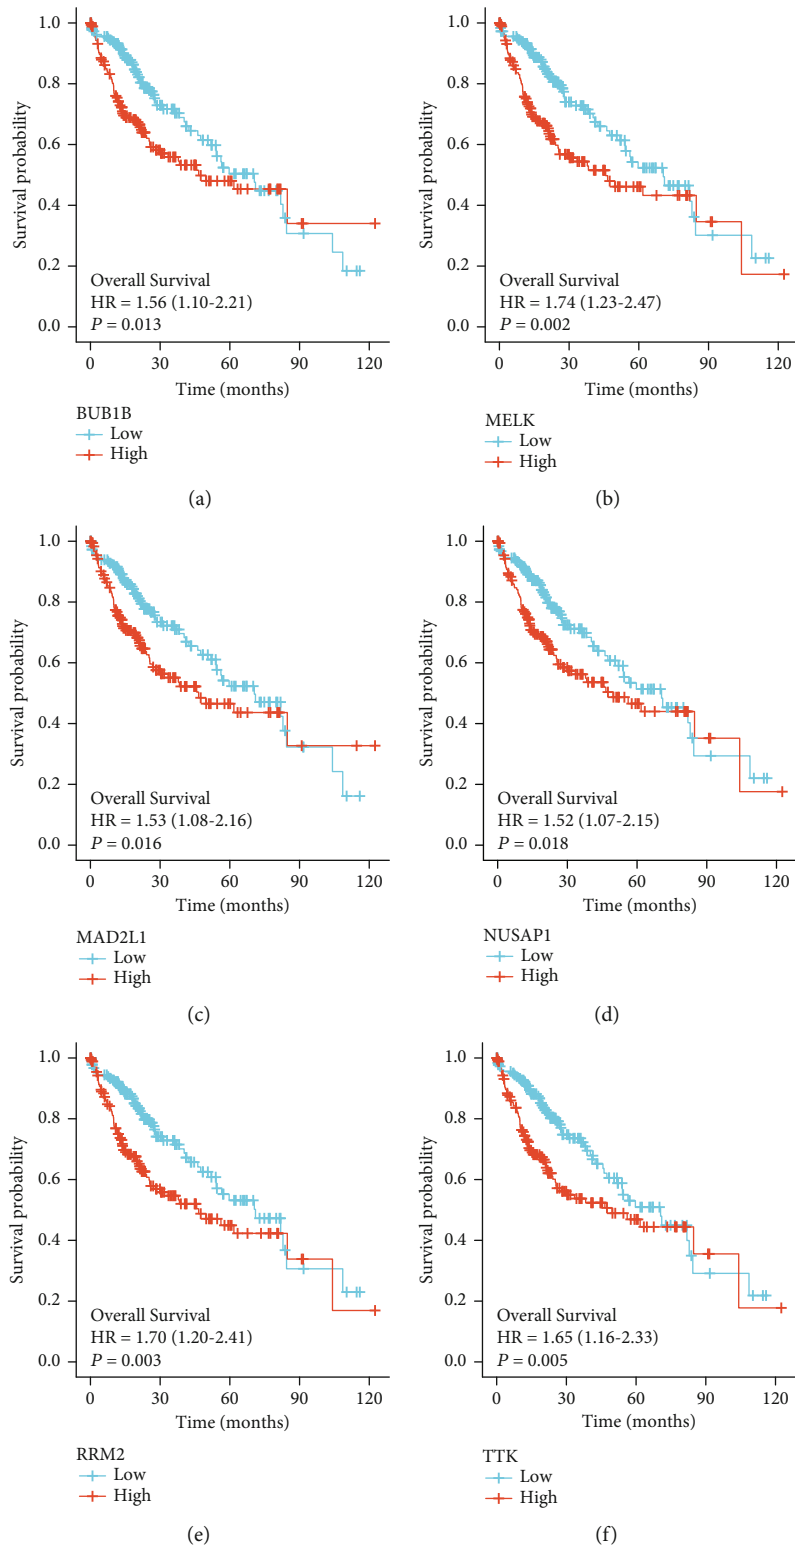 1.0
0.8
0.6
0.4
0.2
0.0
Survival probability
Overall Survival
HR = 1.56 (1.10-2.21)
P = 0.013
0 30 60 90 120
Time (months)
BUB1B
Low
High
(a)
1.0
0.8
0.6
0.4
0.2
0.0
Survival probability
Overall Survival
HR = 1.74 (1.23-2.47)
P = 0.002
0 30 60 90 120
Time (months)
MELK
Low
High
(b)
1.0
0.8
0.6
0.4
0.2
0.0
Survival probability
Overall Survival
HR = 1.53 (1.08-2.16)
P = 0.016
0 30 60 90 120
Time (months)
MAD2L1
Low
High
(c)
1.0
0.8
0.6
0.4
0.2
0.0
Survival probability
Overall Survival
HR = 1.52 (1.07-2.15)
P = 0.018
0 30 60 90 120
Time (months)
NUSAP1
Low
High
(d)
1.0
0.8
0.6
0.4
0.2
0.0
Survival probability
Overall Survival
HR = 1.70 (1.20-2.41)
P = 0.003
0 30 60 90 120
Time (months)
RRM2
Low
High
(e)
1.0
0.8
0.6
0.4
0.2
0.0
Survival probability
Overall Survival
HR = 1.65 (1.16-2.33)
P = 0.005
0 30 60 90 120
Time (months)
TTK
Low
High
(f)